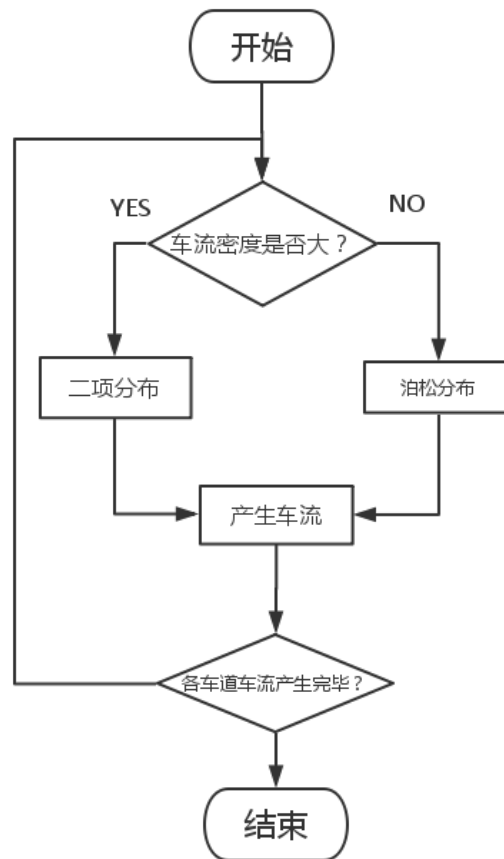 开始
YES
NO
车流密度是否大？
二项分布
泊松分布
产生车流
各车道车流产生完毕？
结束